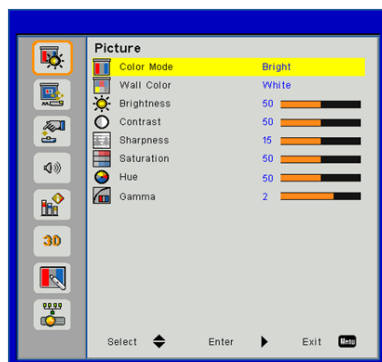 Picture
Color Mode Bright
Wall Color White
Brightness 50
Contrast 50
Sharpness 15
Saturation 50
Hue 50
Gamma 2
3D
Select Enter Exit Menu